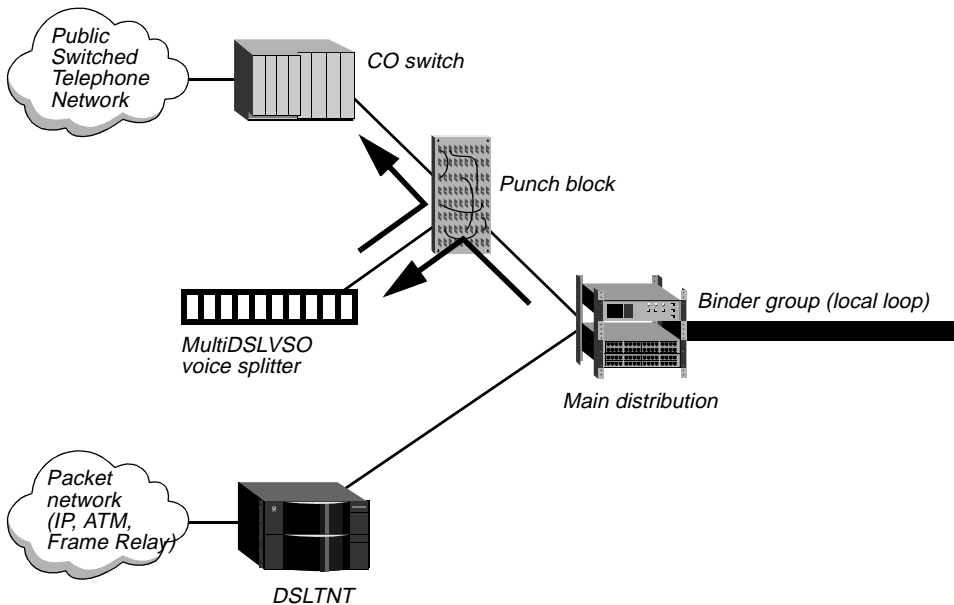 Public
Switched
Telephone
Network
CO switch
Punch block
Binder group (local loop)
MultiDSLVSO
voice splitter
Main distribution
Packet
network
(IP, ATM,
Frame Relay)
DSLTNT